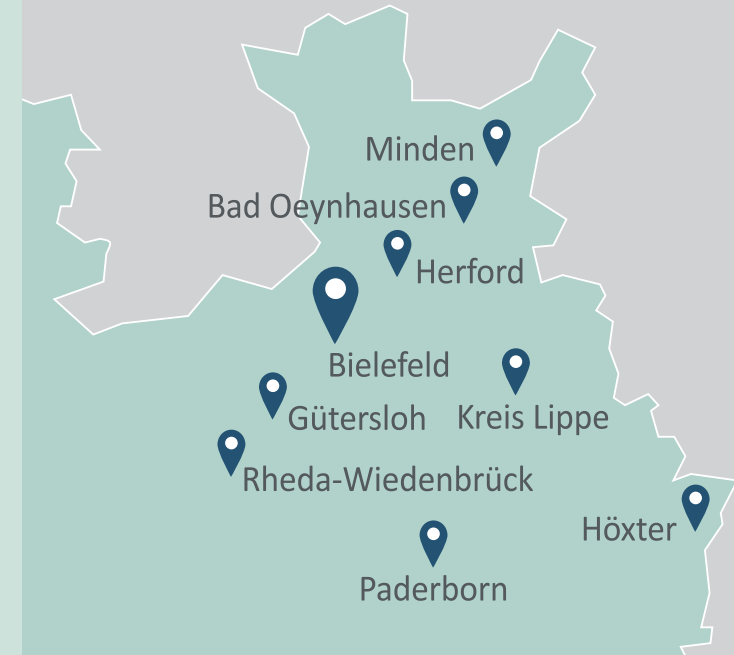 Minden
Bad Oeynhausen
Herford
Bielefeld
Gütersloh
Kreis Lippe
Rheda-Wiedenbrück
Höxter
Paderborn